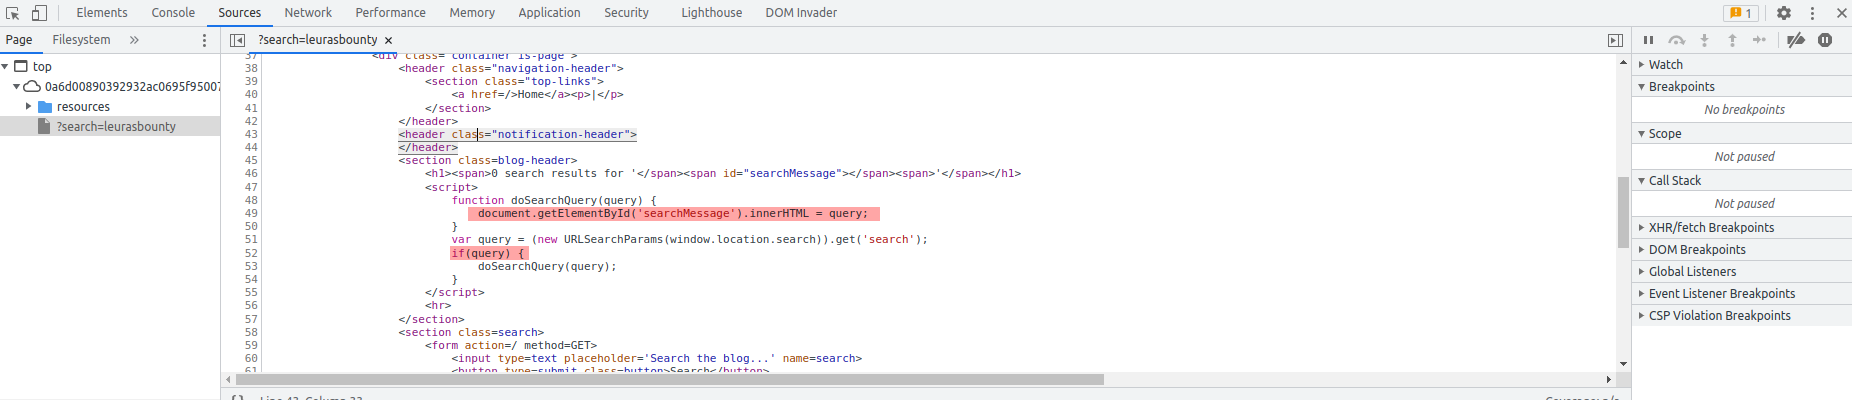 Elements Console Sources Network Performance Memory Application Security Lighthouse DOM Invader 1
Page Filesystem » ?search=leurasbounty ×
top
0a6d00890392932ac0695f95007
resources
?search=leurasbounty
37 <div class="container is-page">
38 <header class="navigation-header">
39 <section class="top-links">
40 <a href=/>Home</a><p>|</p>
41 </section>
42 </header>
43 <header class="notification-header">
44 </header>
45 <section class=blog-header>
46 <h1><span>0 search results for '</span><span id="searchMessage"></span><span>'</span></h1>
47 <script>
48 function doSearchQuery(query) {
49 document.getElementById('searchMessage').innerHTML = query;
50 }
51 var query = (new URLSearchParams(window.location.search)).get('search');
52 if(query) {
53 doSearchQuery(query);
54 }
55 </script>
56 <hr>
57 </section>
58 <section class=search>
59 <form action=/ method=GET>
60 <input type=text placeholder='Search the blog...' name=search>
61 <button type=submit class=button>Search</button>
{}
Watch
Breakpoints
No breakpoints
Scope
Not paused
Call Stack
Not paused
XHR/fetch Breakpoints
DOM Breakpoints
Global Listeners
Event Listener Breakpoints
CSP Violation Breakpoints